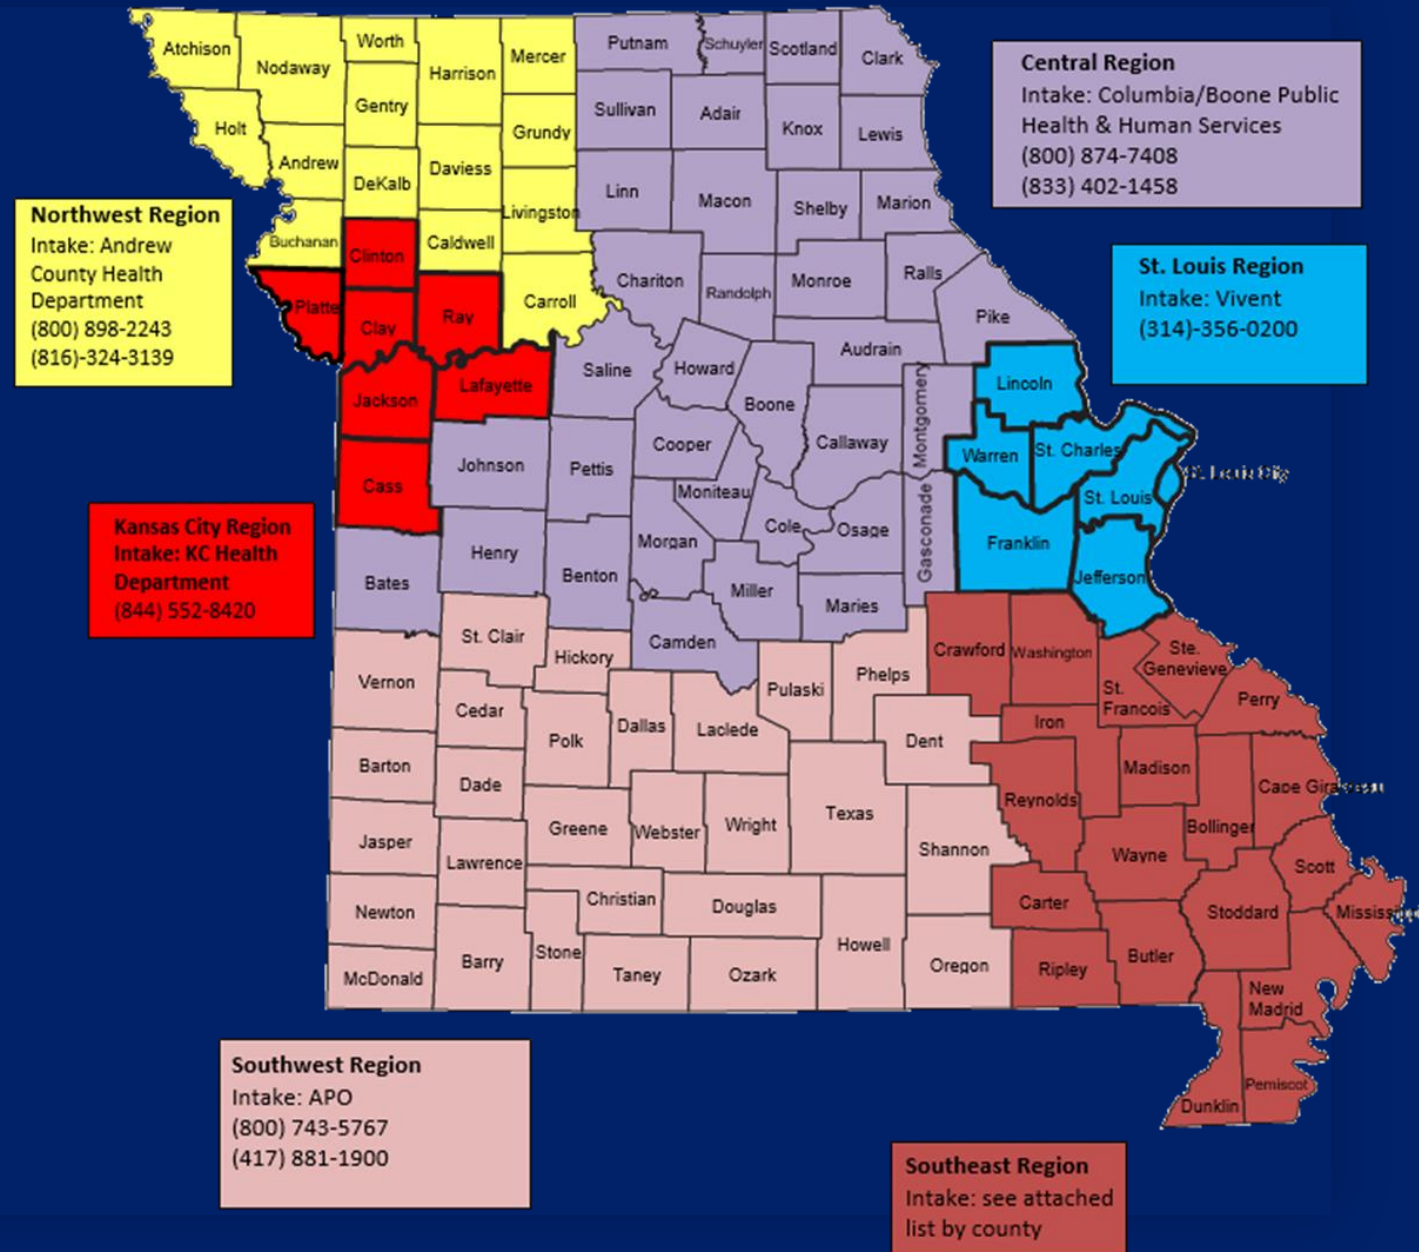 Atchison
Nodaway
Worth
Harrison
Mercer
Putnam
Schuyler
Scotland
Clark
Gentry
Holt
Andrew
DeKalb
Daviess
Grundy
Sullivan
Adair
Knox
Lewis
Linn
Macon
Shelby
Marion
Buchanan
Clinton
Caldwell
Livingston
Chariton
Randolph
Monroe
Ralls
Pike
Platte
Clay
Ray
Carroll
Saline
Howard
Audrain
Boone
Jackson
Lafayette
Cooper
Callaway
Montgomery
Lincoln
Warren
St. Charles
St. Louis
St. Louis City
Cass
Johnson
Pettis
Moniteau
Cole
Osage
Gasconade
Franklin
Jefferson
Bates
Henry
Benton
Morgan
Miller
Maries
Camden
Vernon
St. Clair
Hickory
Pulaski
Phelps
Crawford
Washington
Ste.
Genevieve
St.
Francois
Perry
Cedar
Polk
Dallas
Laclede
Dent
Iron
Barton
Dade
Madison
Reynolds
Jasper
Lawrence
Greene
Webster
Wright
Texas
Shannon
Wayne
Bollinger
Scott
Newton
Christian
Douglas
Carter
Stoddard
McDonald
Barry
Stone
Taney
Ozark
Howell
Oregon
Ripley
Butler
New
Madrid
Pemiscot
Dunklin
Northwest Region
Intake: Andrew
County Health
Department
(800) 898-2243
(816)-324-3139
Central Region
Intake: Columbia/Boone Public
Health & Human Services
(800) 874-7408
(833) 402-1458
St. Louis Region
Intake: Vivent
(314)-356-0200
Kansas City Region
Intake: KC Health
Department
(844) 552-8420
Southwest Region
Intake: APO
(800) 743-5767
(417) 881-1900
Southeast Region
Intake: see attached
list by county